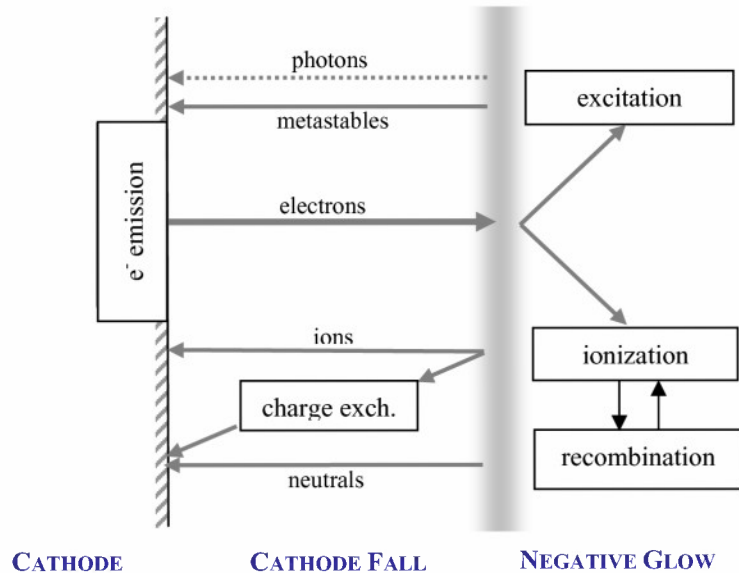 photons
excitation
metastables
e⁻ emission
electrons
ions
ionization
charge exch.
recombination
neutrals
CATHODE
CATHODE FALL
NEGATIVE GLOW